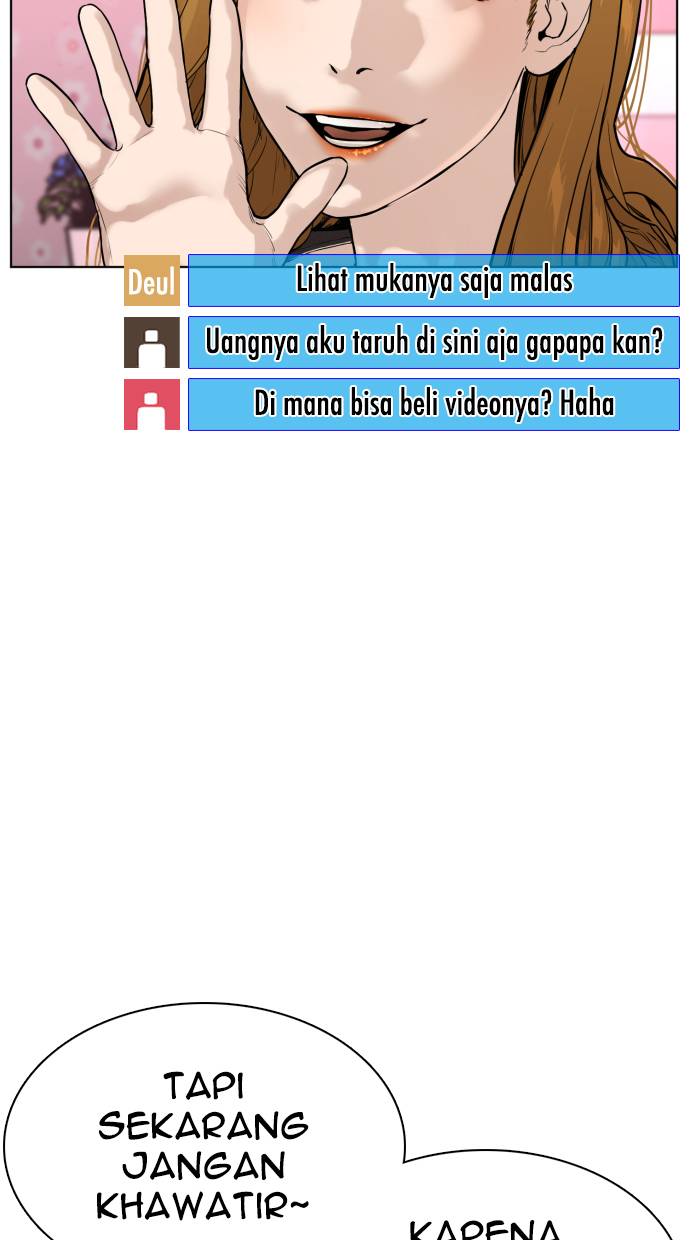 Deul Lihat mukanya saja malas
Uangnya aku taruh di sini aja gapapa kan?
Di mana bisa beli videonya? Haha
TAPI
SEKARANG
JANGAN
KHAWATIR~
KARENA